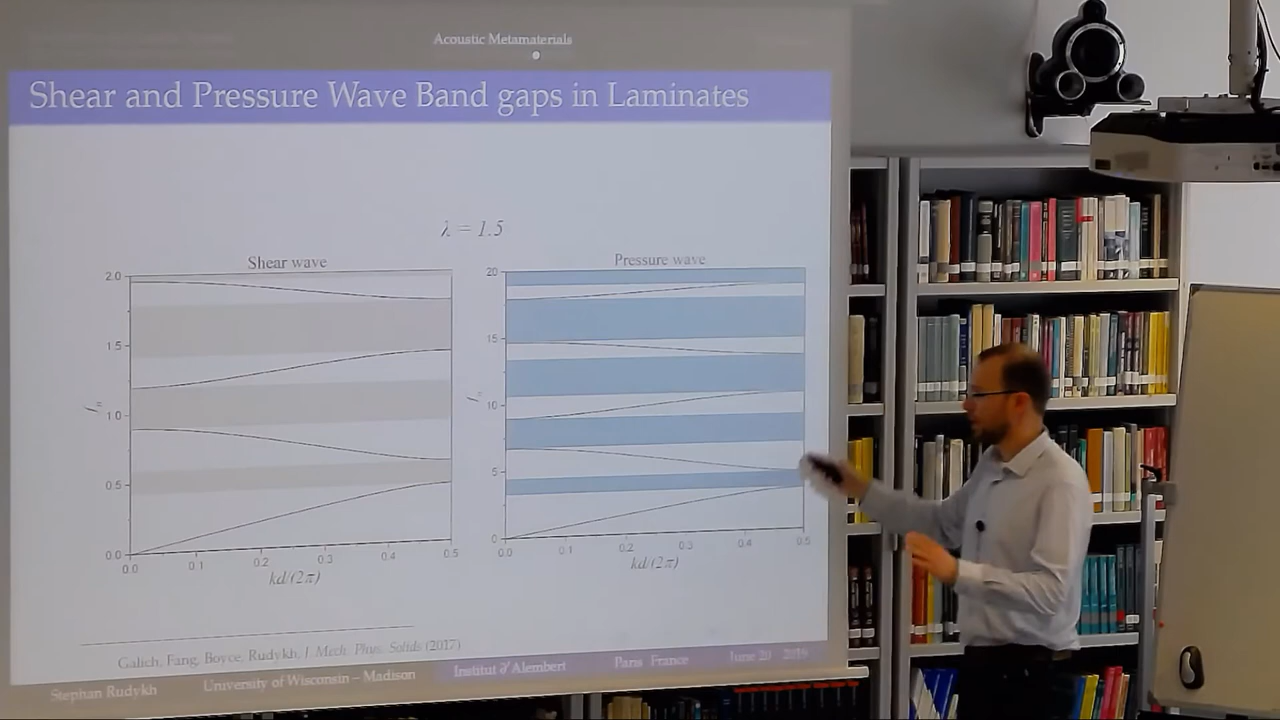 Acoustic Metamaterials
Shear and Pressure Wave Band gaps in Laminates
λ = 1.5
Shear wave
2.0
1.5
1.0
0.5
0.0
0.0 0.1 0.2 0.3 0.4 0.5
kd/(2π)
Pressure wave
20
15
10
5
0
0.0 0.1 0.2 0.3 0.4 0.5
kd/(2π)
Galich, Fang, Boyce, Rudykh, J. Mech. Phys. Solids (2017)
Stephan Rudykh University of Wisconsin – Madison Institut ∂'Alembert Paris France June 20 2019